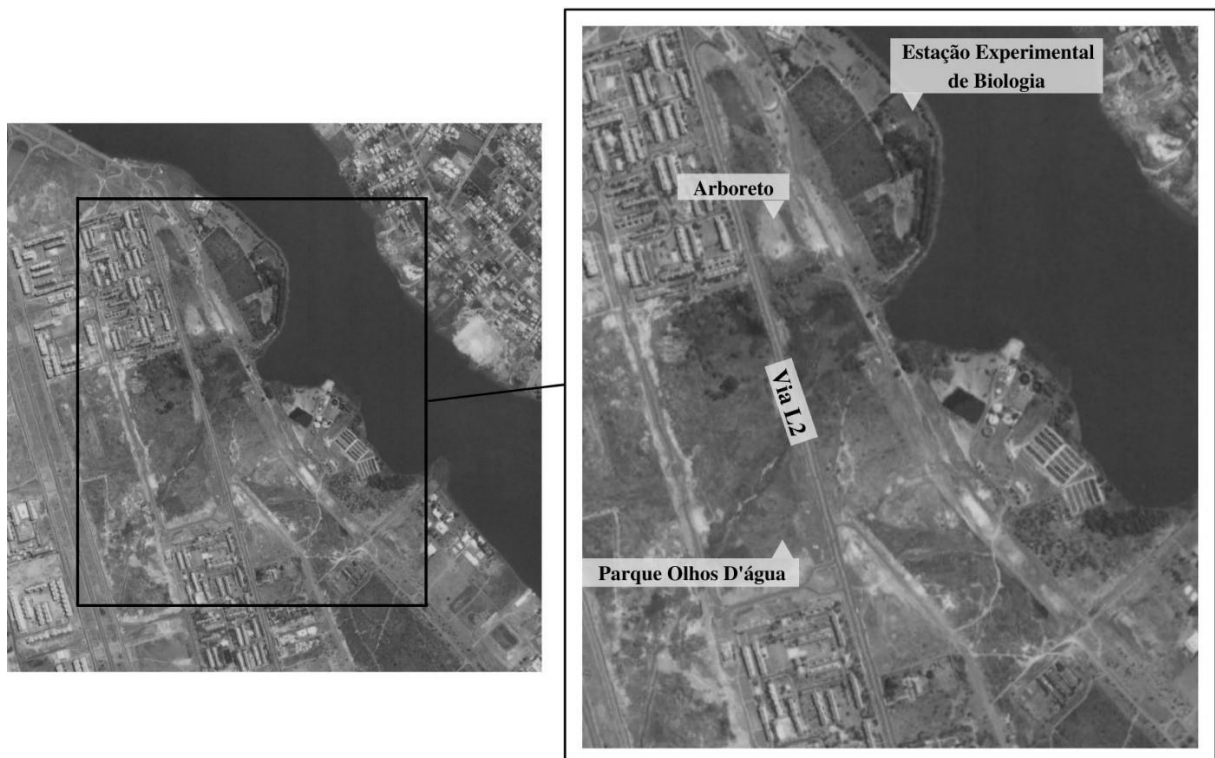 Estação Experimental
de Biologia
Arboreto
Via L2
Parque Olhos D'água